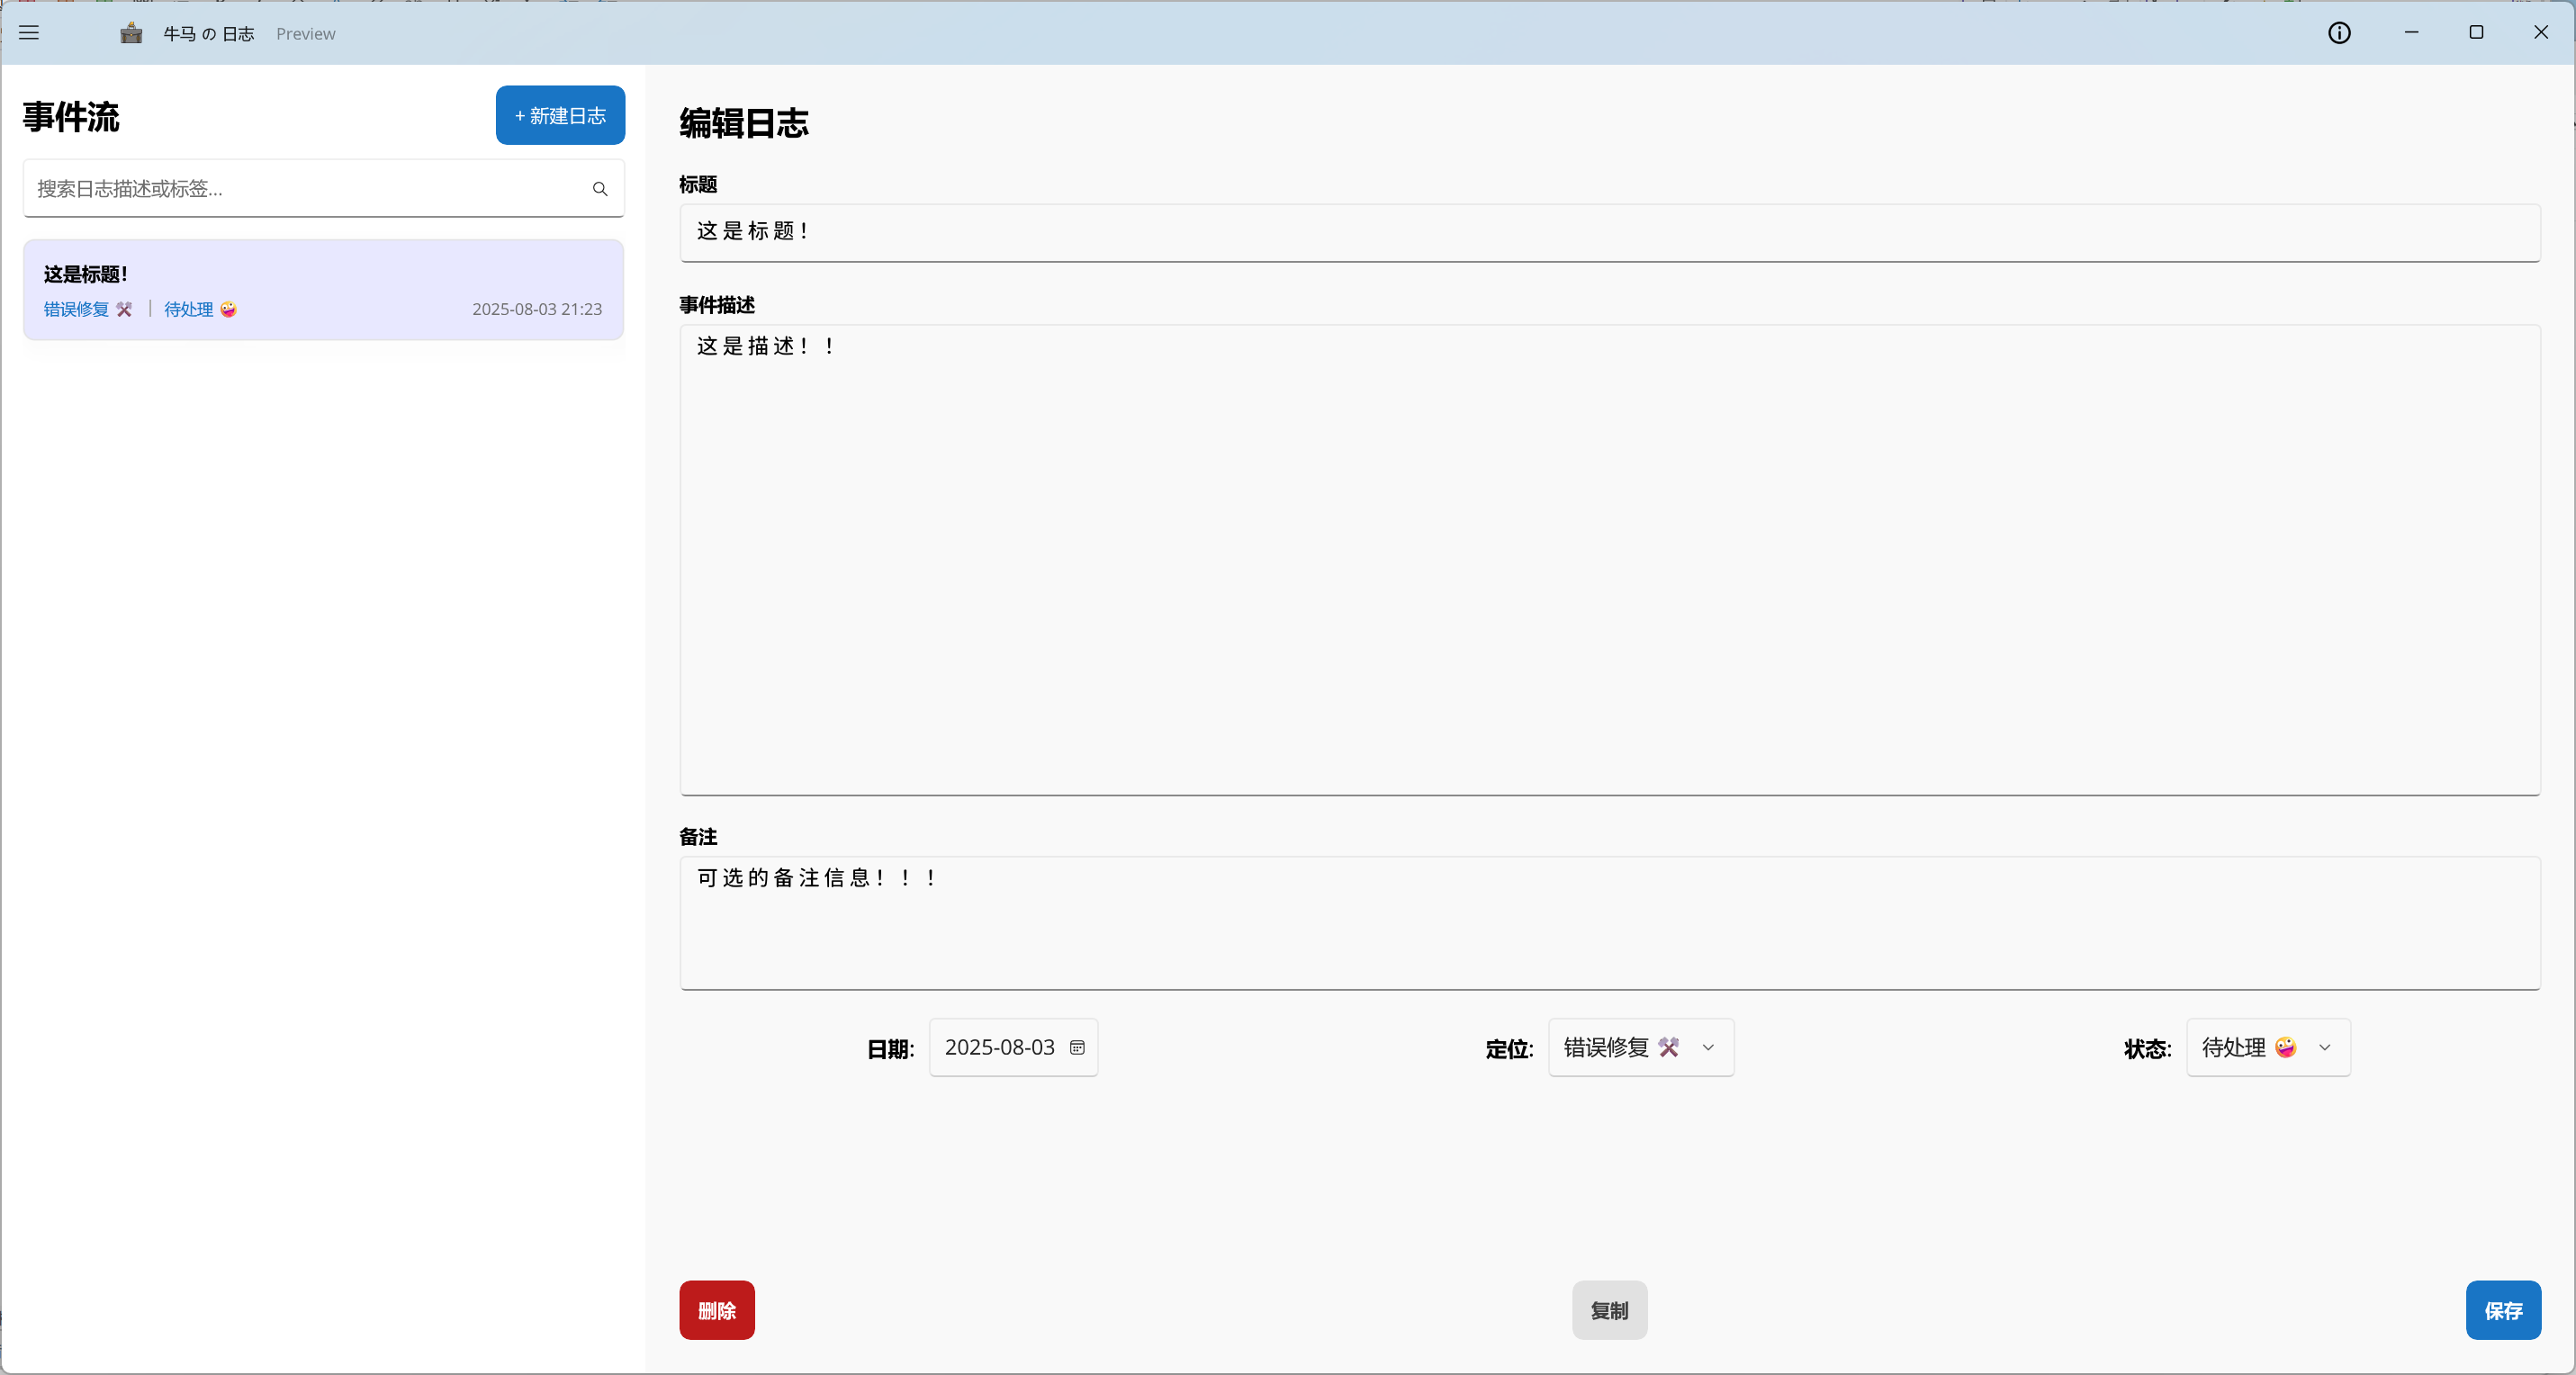 牛马 の 日志 Preview
事件流
+ 新建日志
搜索日志描述或标签...
这是标题！
错误修复 | 待处理 🤪 2025-08-03 21:23
编辑日志
标题
这是标题！
事件描述
这是描述！！
备注
可选的备注信息！！！
日期: 2025-08-03
定位: 错误修复
状态: 待处理 🤪
删除
复制
保存